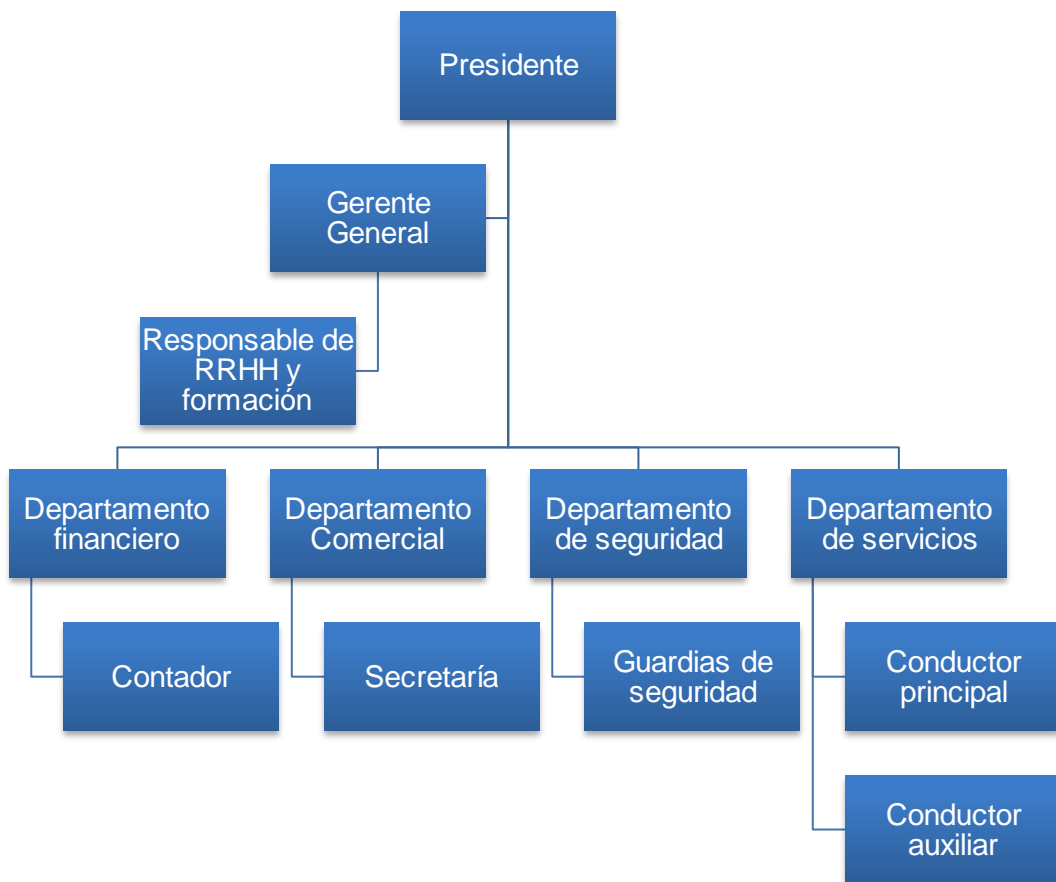 Presidente
Gerente
General
Responsable de
RRHH y
formación
Departamento
financiero
Departamento
Comercial
Departamento
de seguridad
Departamento
de servicios
Contador
Secretaría
Guardias de
seguridad
Conductor
principal
Conductor
auxiliar